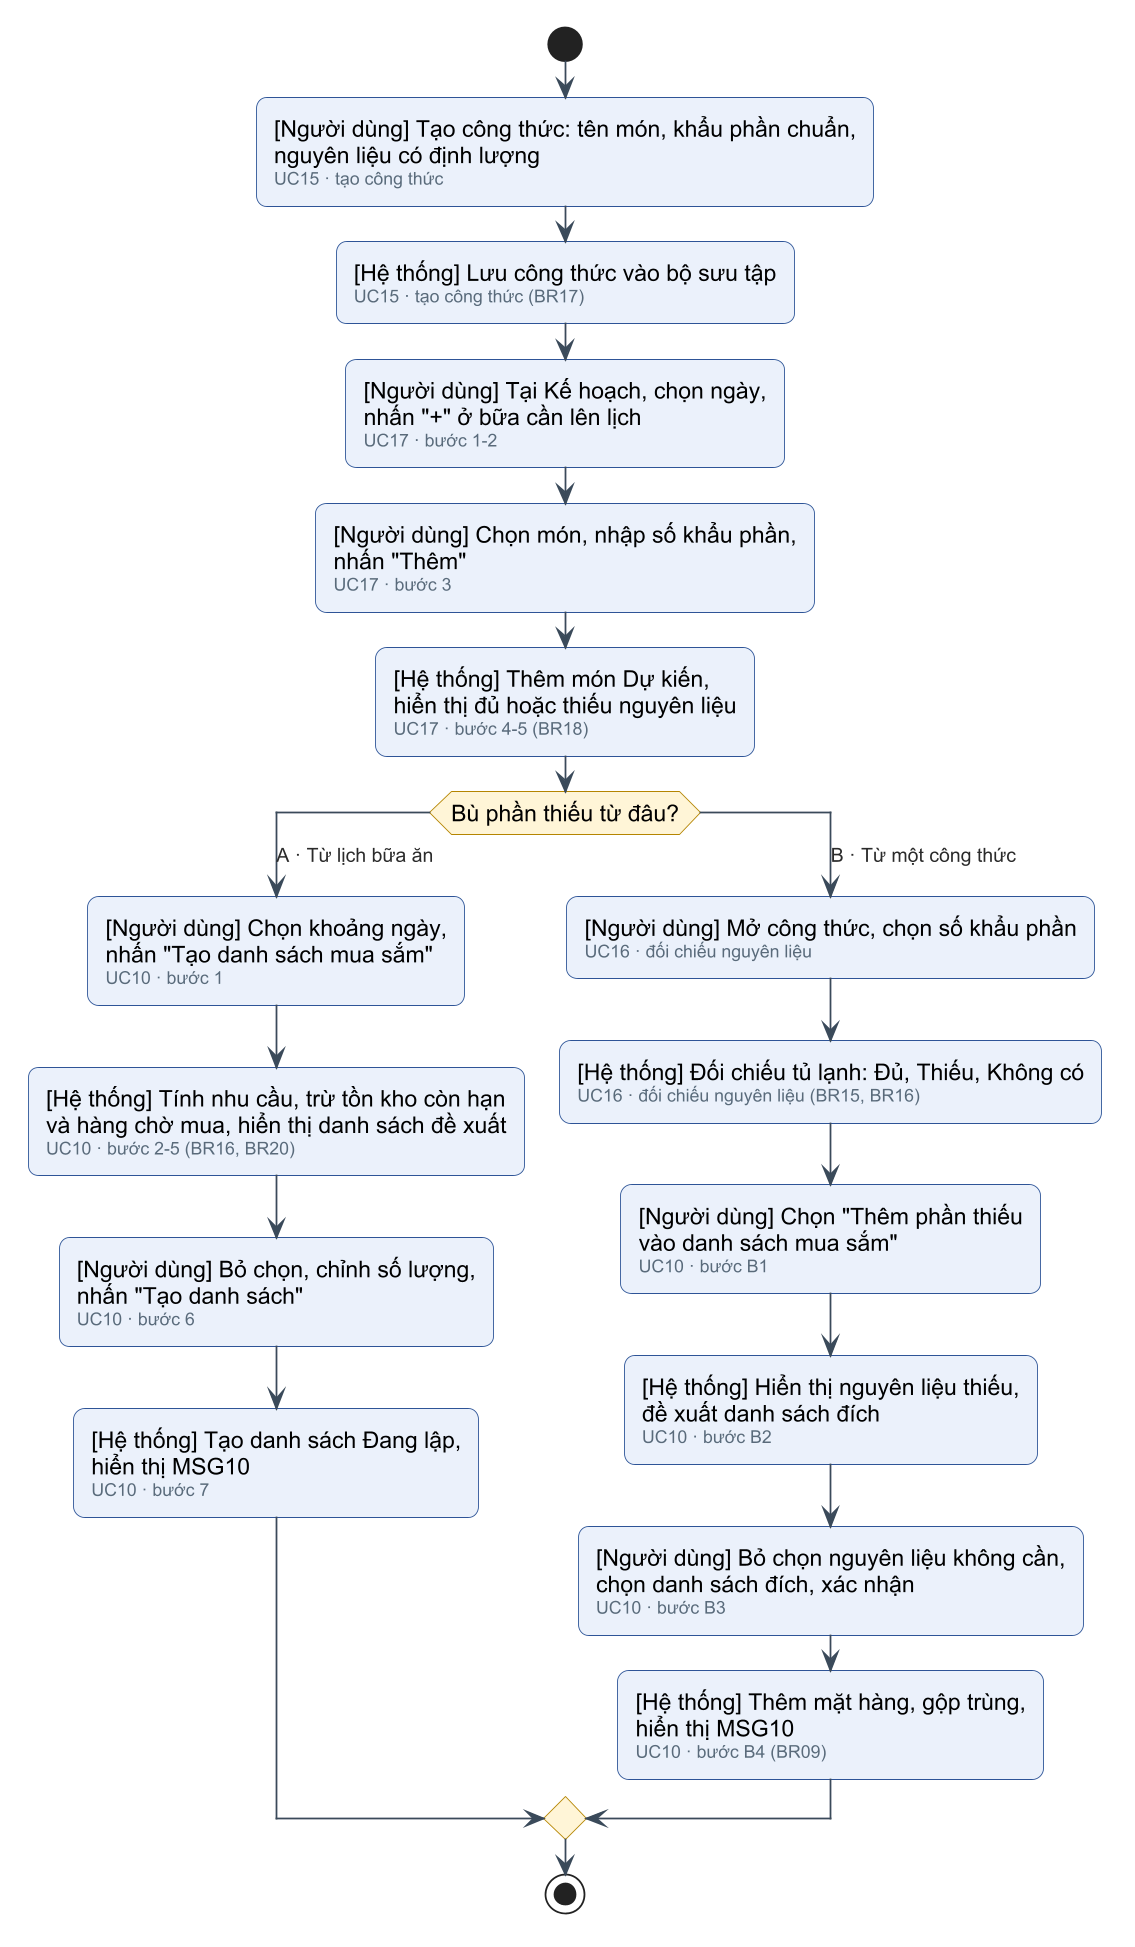 [Người dùng] Tạo công thức: tên món, khẩu phần chuẩn,
nguyên liệu có định lượng
UC15 · tạo công thức
[Hệ thống] Lưu công thức vào bộ sưu tập
UC15 · tạo công thức (BR17)
[Người dùng] Tại Kế hoạch, chọn ngày,
nhấn "+" ở bữa cần lên lịch
UC17 · bước 1-2
[Người dùng] Chọn món, nhập số khẩu phần,
nhấn "Thêm"
UC17 · bước 3
[Hệ thống] Thêm món Dự kiến,
hiển thị đủ hoặc thiếu nguyên liệu
UC17 · bước 4-5 (BR18)
Bù phần thiếu từ đâu?
A · Từ lịch bữa ăn
[Người dùng] Chọn khoảng ngày,
nhấn "Tạo danh sách mua sắm"
UC10 · bước 1
[Hệ thống] Tính nhu cầu, trừ tồn kho còn hạn
và hàng chờ mua, hiển thị danh sách đề xuất
UC10 · bước 2-5 (BR16, BR20)
[Người dùng] Bỏ chọn, chỉnh số lượng,
nhấn "Tạo danh sách"
UC10 · bước 6
[Hệ thống] Tạo danh sách Đang lập,
hiển thị MSG10
UC10 · bước 7
B · Từ một công thức
[Người dùng] Mở công thức, chọn số khẩu phần
UC16 · đối chiếu nguyên liệu
[Hệ thống] Đối chiếu tủ lạnh: Đủ, Thiếu, Không có
UC16 · đối chiếu nguyên liệu (BR15, BR16)
[Người dùng] Chọn "Thêm phần thiếu
vào danh sách mua sắm"
UC10 · bước B1
[Hệ thống] Hiển thị nguyên liệu thiếu,
đề xuất danh sách đích
UC10 · bước B2
[Người dùng] Bỏ chọn nguyên liệu không cần,
chọn danh sách đích, xác nhận
UC10 · bước B3
[Hệ thống] Thêm mặt hàng, gộp trùng,
hiển thị MSG10
UC10 · bước B4 (BR09)